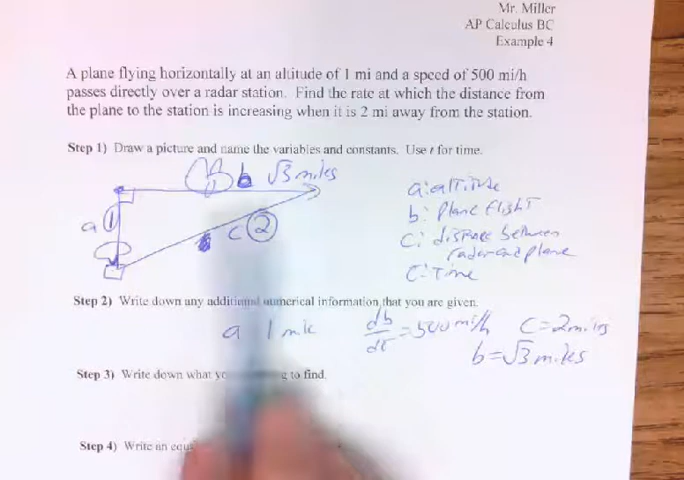 Mr. Miller
AP Calculus BC
Example 4
A plane flying horizontally at an altitude of 1 mi and a speed of 500 mi/h
passes directly over a radar station. Find the rate at which the distance from
the plane to the station is increasing when it is 2 mi away from the station.
Step 1) Draw a picture and name the variables and constants. Use t for time.
b √3 miles
a 1
c 2
a: altitude
b: Plane flight
c: distance between
radar and plane
t: Time
Step 2) Write down any additional numerical information that you are given.
a 1 mile db/dt = 500 mi/h c = 2 miles
b = √3 miles
Step 3) Write down what to find.
Step 4) Write an